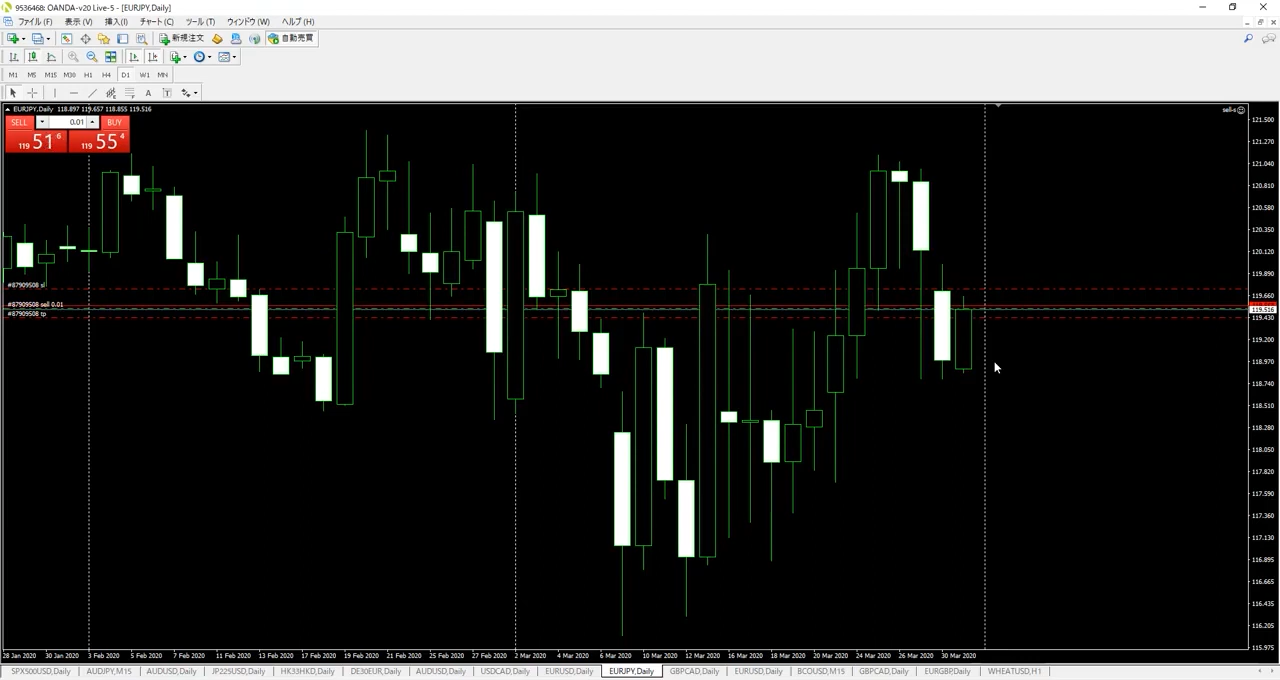 9536468: OANDA-v20 Live-5 - [EURJPY,Daily]
ファイル (F) 表示 (V) 挿入(I) チャート (C) ツール (T) ウィンドウ (W) ヘルプ (H)
新規注文 自動売買
M1 M5 M15 M30 H1 H4 D1 W1 MN
A T
EURJPY,Daily 118.897 119.657 118.855 119.516
sell-s
SELL 0.01 BUY
119 51 6 119 55 4
121.500
121.270
121.040
120.810
120.580
120.350
120.120
119.890
#87909508 sl
119.660
#87909508 sell 0.01
119.516
#87909508 tp
119.430
119.200
118.970
118.740
118.510
118.280
118.050
117.820
117.590
117.360
117.130
116.895
116.665
116.435
116.205
115.975
28 Jan 2020 30 Jan 2020 3 Feb 2020 5 Feb 2020 7 Feb 2020 11 Feb 2020 13 Feb 2020 17 Feb 2020 19 Feb 2020 21 Feb 2020 25 Feb 2020 27 Feb 2020 2 Mar 2020 4 Mar 2020 6 Mar 2020 10 Mar 2020 12 Mar 2020 16 Mar 2020 18 Mar 2020 20 Mar 2020 24 Mar 2020 26 Mar 2020 30 Mar 2020
SPX500USD,Daily AUDJPY,M15 AUDUSD,Daily JP225USD,Daily HK33HKD,Daily DE30EUR,Daily AUDUSD,Daily USDCAD,Daily EURUSD,Daily EURJPY,Daily GBPCAD,Daily EURUSD,Daily BCOUSD,M15 GBPCAD,Daily EURGBP,Daily WHEATUSD,H1